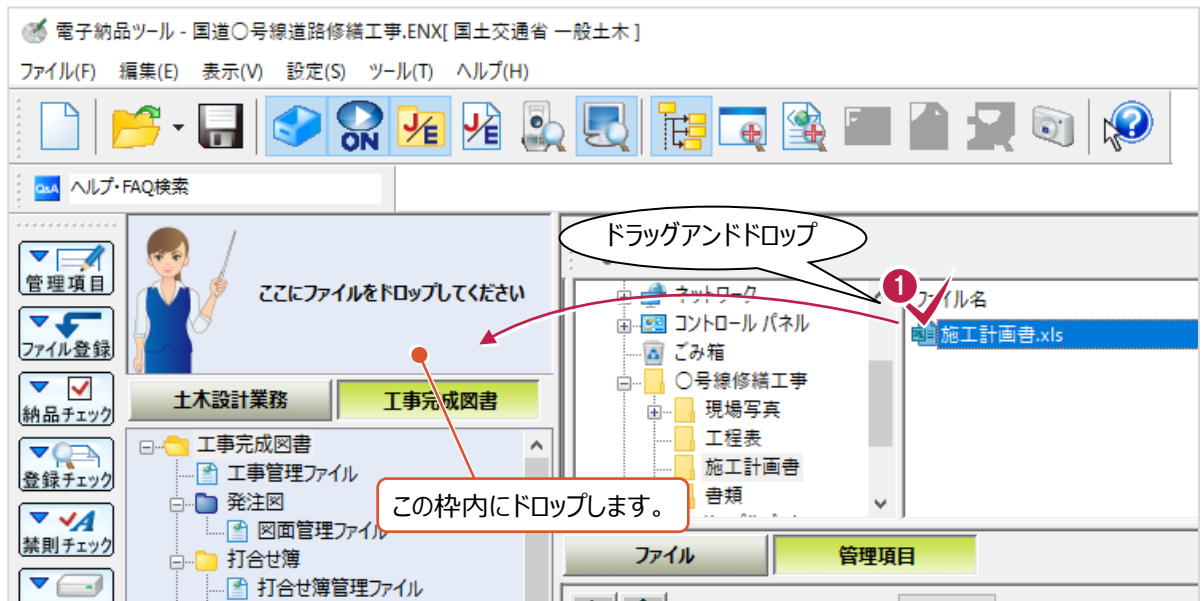 電子納品ツール - 国道〇号線道路修繕工事.ENX[ 国土交通省 一般土木 ]
ファイル(F) 編集(E) 表示(V) 設定(S) ツール(T) ヘルプ(H)
ON
J/E
J/E
Q&A ヘルプ・FAQ検索
管理項目
ファイル登録
納品チェック
登録チェック
禁則チェック
ここにファイルをドロップしてください
土木設計業務
工事完成図書
工事完成図書
工事管理ファイル
発注図
図面管理ファイル
打合せ簿
打合せ簿管理ファイル
この枠内にドロップします。
ドラッグアンドドロップ
ネットワーク
コントロール パネル
ごみ箱
〇号線修繕工事
現場写真
工程表
施工計画書
書類
1
ファイル名
施工計画書.xls
ファイル
管理項目